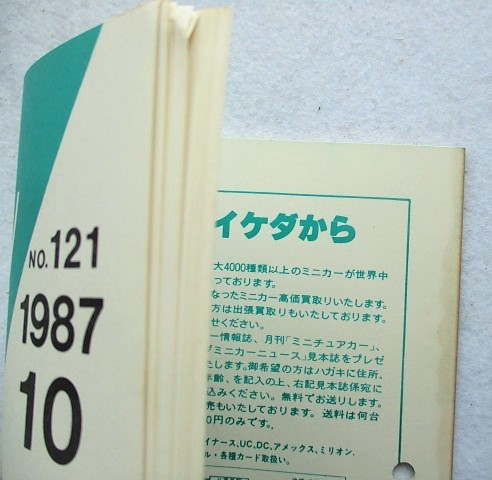 NO.121
1987
10
イケダから
大4000種類以上のミニカーが世界中
っております。
なったミニカー高価買取りいたします。
方は出張買取りもいたしております。
せください。
ー情報誌、月刊「ミニチュアカー」、
「ミニカーニュース」見本誌をプレゼ
たします。御希望の方はハガキに住所、
年齢、を記入の上、右記見本誌係宛に
込みください。無料でお送りします。
売もいたしております。送料は何台
0円のみです。
イナース,UC,DC,アメックス,ミリオン.
ル・各種カード取扱い。